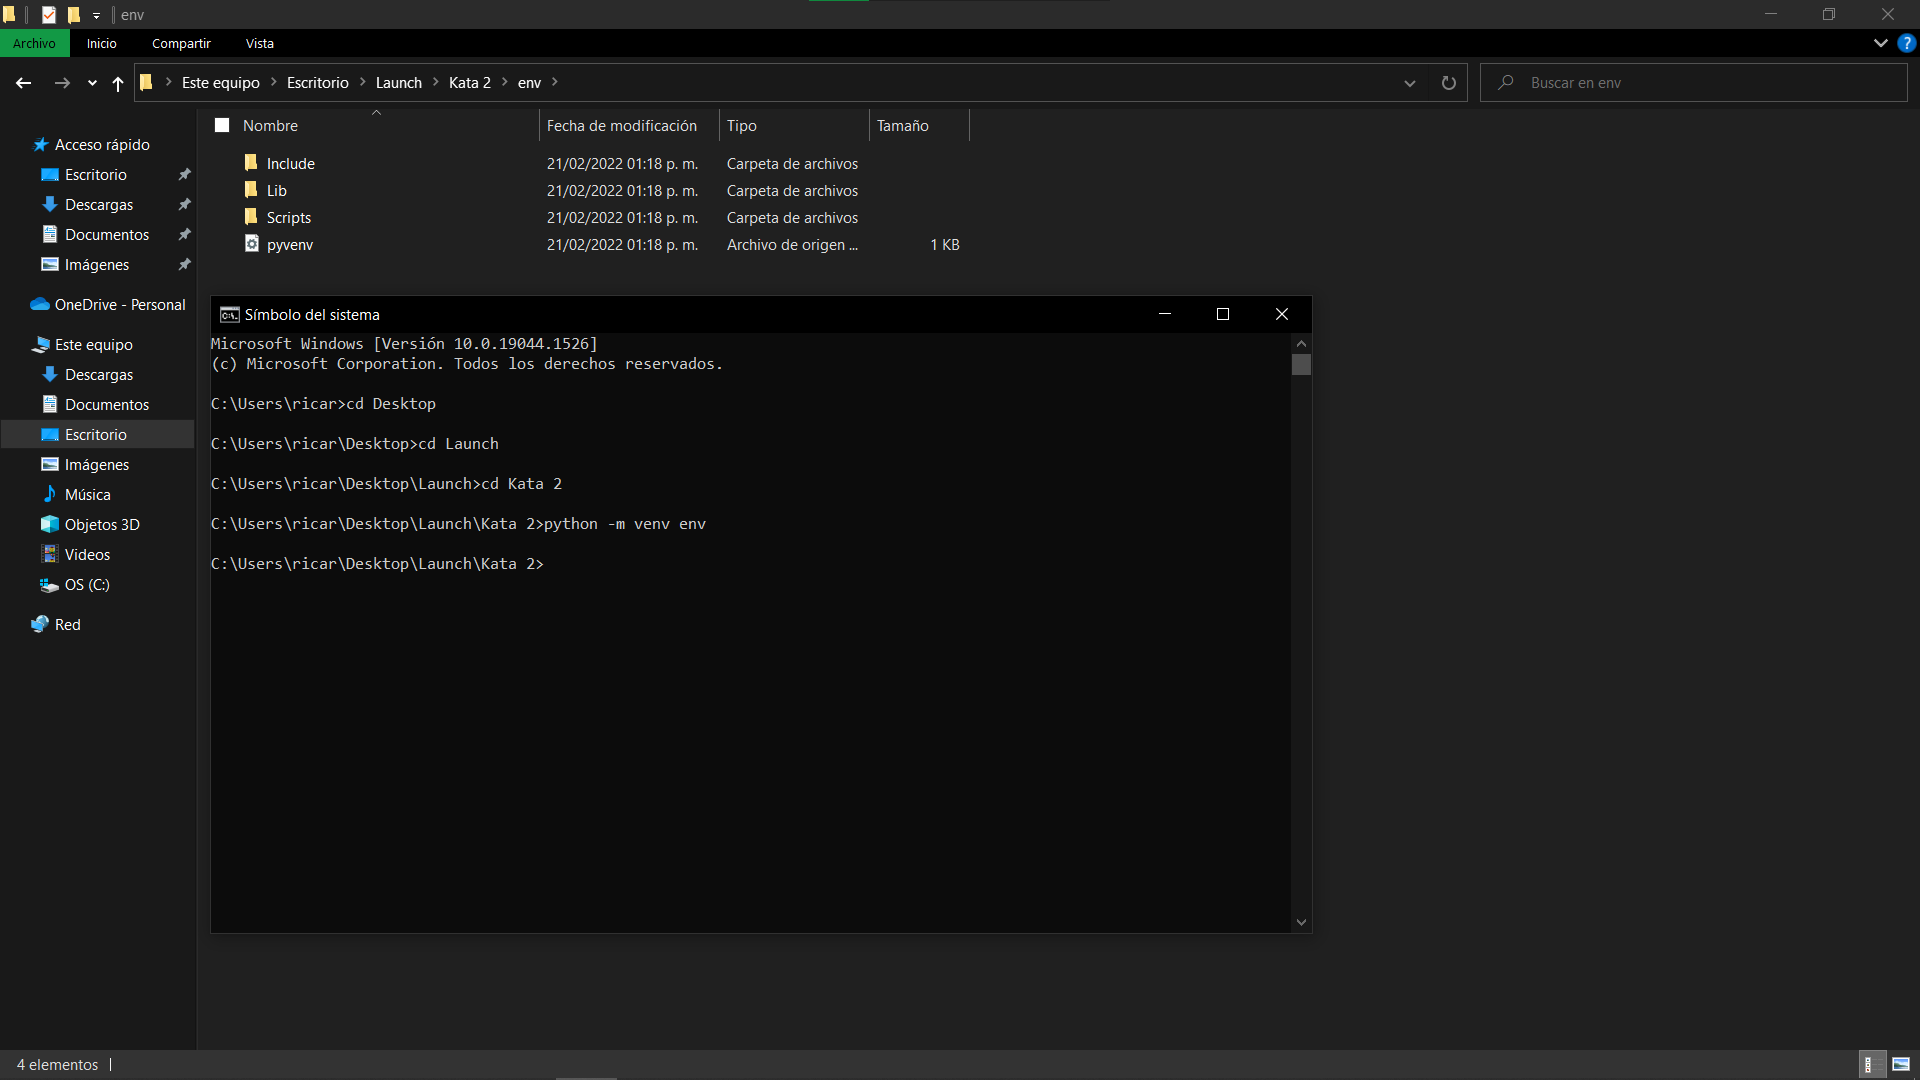 env
Archivo Inicio Compartir Vista
Este equipo Escritorio Launch Kata 2 env
Buscar en env
Nombre Fecha de modificación Tipo Tamaño
Include 21/02/2022 01:18 p. m. Carpeta de archivos
Lib 21/02/2022 01:18 p. m. Carpeta de archivos
Scripts 21/02/2022 01:18 p. m. Carpeta de archivos
pyvenv 21/02/2022 01:18 p. m. Archivo de origen ... 1 KB
Acceso rápido
Escritorio
Descargas
Documentos
Imágenes
OneDrive - Personal
Este equipo
Descargas
Documentos
Escritorio
Imágenes
Música
Objetos 3D
Videos
OS (C:)
Red
Símbolo del sistema
Microsoft Windows [Versión 10.0.19044.1526]
(c) Microsoft Corporation. Todos los derechos reservados.
C:\Users\ricar>cd Desktop
C:\Users\ricar\Desktop>cd Launch
C:\Users\ricar\Desktop\Launch>cd Kata 2
C:\Users\ricar\Desktop\Launch\Kata 2>python -m venv env
C:\Users\ricar\Desktop\Launch\Kata 2>
4 elementos